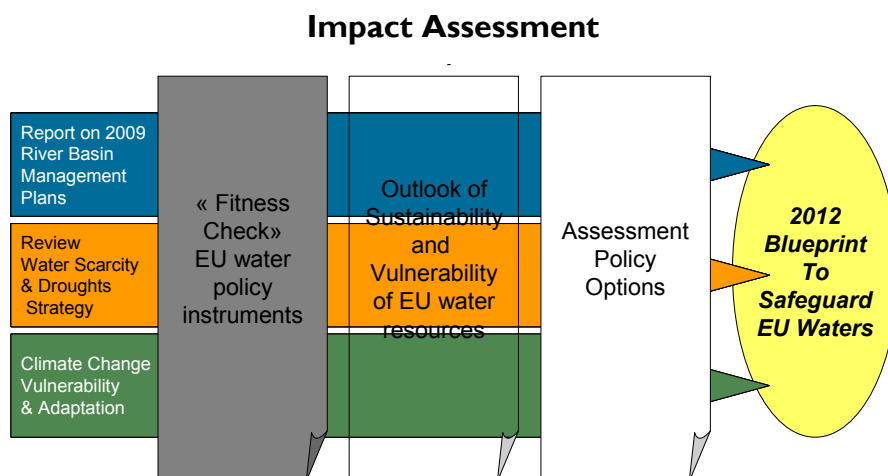 Impact Assessment
-
Report on 2009
River Basin
Management
Plans
Review
Water Scarcity
& Droughts
Strategy
Climate Change
Vulnerability
& Adaptation
« Fitness
Check»
EU water
policy
instruments
Outlook of
Sustainability
and
Vulnerability
of EU water
resources
Assessment
Policy
Options
2012
Blueprint
To
Safeguard
EU Waters